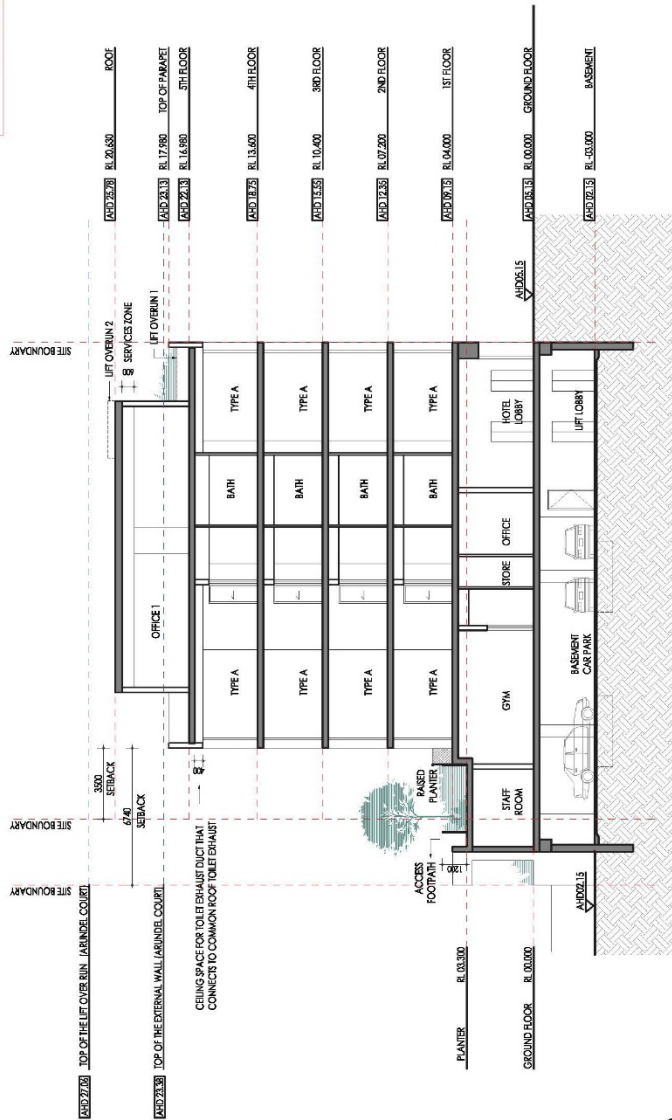 AHD 27.06 TOP OF THE LIFT OVER RUN (ARUNDEL COURT)
AHD 23.38 TOP OF THE EXTERNAL WALL (ARUNDEL COURT)
SITE BOUNDARY
SITE BOUNDARY
SITE BOUNDARY
3500
SETBACK
6740
SETBACK
LIFT OVERUN 2
600
SERVICES ZONE
LIFT OVERUN 1
AHD 25.78 RL 20.630 ROOF
AHD 23.13 RL 17.980 TOP OF PARAPET
AHD 22.13 RL 16.980 5TH FLOOR
AHD 18.75 RL 13.600 4TH FLOOR
AHD 15.55 RL 10.400 3RD FLOOR
AHD 12.35 RL 07.200 2ND FLOOR
AHD 09.15 RL 04.000 1ST FLOOR
AHD 05.15 RL 00.000 GROUND FLOOR
AHD 02.15 RL -03.000 BASEMENT
OFFICE 1
400
CEILING SPACE FOR TOILET EXHAUST DUCT THAT
CONNECTS TO COMMON ROOF TOILET EXHAUST
TYPE A BATH TYPE A
TYPE A BATH TYPE A
TYPE A BATH TYPE A
TYPE A BATH TYPE A
RAISED
PLANTER
ACCESS
FOOTPATH
1200
PLANTER RL 03.300
GROUND FLOOR RL 00.000
STAFF
ROOM
GYM
STORE
OFFICE
HOTEL
LOBBY
AHD05.15
BASEMENT
CAR PARK
LIFT LOBBY
AHD02.15